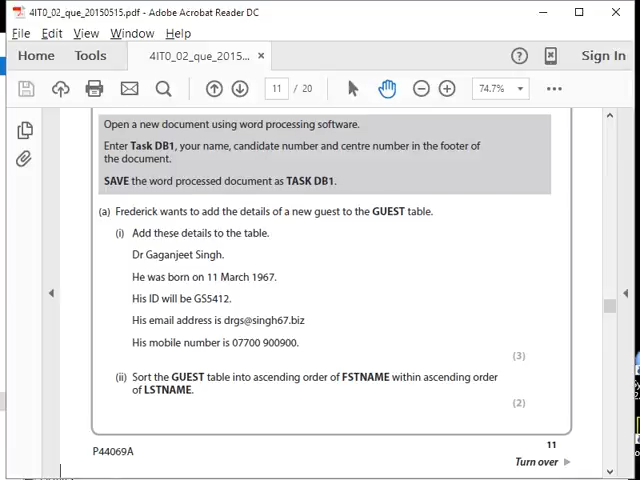 4IT0_02_que_20150515.pdf - Adobe Acrobat Reader DC
File Edit View Window Help
Home Tools 4IT0_02_que_2015... × Sign In
11 / 20 74.7%
Open a new document using word processing software.
Enter Task DB1, your name, candidate number and centre number in the footer of
the document.
SAVE the word processed document as TASK DB1.
(a) Frederick wants to add the details of a new guest to the GUEST table.
(i) Add these details to the table.
Dr Gaganjeet Singh.
He was born on 11 March 1967.
His ID will be GS5412.
His email address is drgs@singh67.biz
His mobile number is 07700 900900.
(3)
(ii) Sort the GUEST table into ascending order of FSTNAME within ascending order
of LSTNAME.
(2)
11
P44069A
Turn over